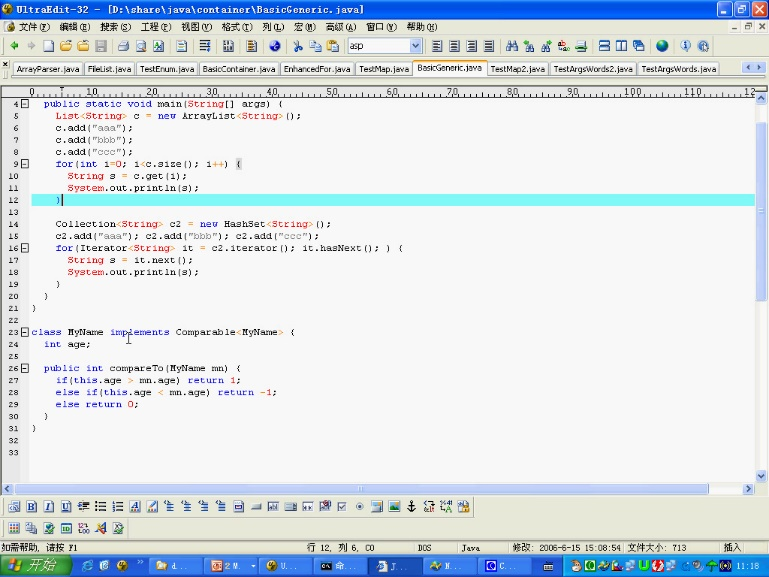 UltraEdit-32 - [D:\share\java\container\BasicGeneric.java]
文件(F) 编辑(E) 搜索(S) 工程(P) 视图(V) 格式(T) 列(L) 宏(M) 高级(A) 窗口(W) 帮助(H)
asp
ArrayParser.java FileList.java TestEnum.java BasicContainer.java EnhancedFor.java TestMap.java BasicGeneric.java TestMap2.java TestArgsWords2.java TestArgsWords.java
0 10 20 30 40 50 60 70 80 90 100 110 12
4 public static void main(String[] args) {
5 List<String> c = new ArrayList<String>();
6 c.add("aaa");
7 c.add("bbb");
8 c.add("ccc");
9 for(int i=0; i<c.size(); i++) {
10 String s = c.get(i);
11 System.out.println(s);
12 }
13
14 Collection<String> c2 = new HashSet<String>();
15 c2.add("aaa"); c2.add("bbb"); c2.add("ccc");
16 for(Iterator<String> it = c2.iterator(); it.hasNext(); ) {
17 String s = it.next();
18 System.out.println(s);
19 }
20 }
21 }
22
23 class MyName implements Comparable<MyName> {
24 int age;
25
26 public int compareTo(MyName mn) {
27 if(this.age > mn.age) return 1;
28 else if(this.age < mn.age) return -1;
29 else return 0;
30 }
31 }
32
33
如需帮助, 请按 F1 行 12, 列 6, C0 DOS Java 修改: 2006-6-15 15:08:54 文件大小: 713 插入
开始 d... 2 M. U... 命... J... N... C... 11:18